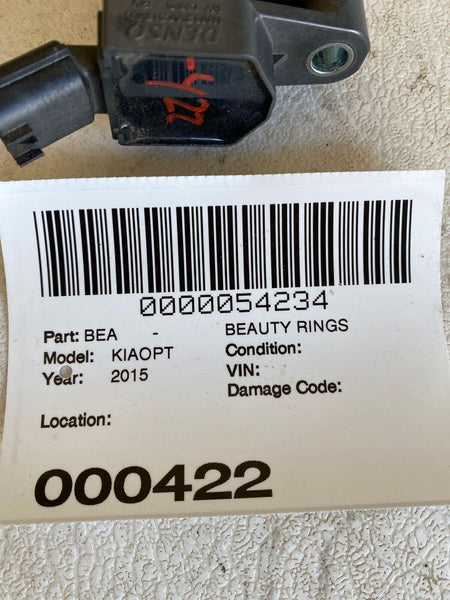 DENSO
-422
0000054234
Part: BEA - BEAUTY RINGS
Model: KIAOPT Condition:
Year: 2015 VIN:
Damage Code:
Location:
000422